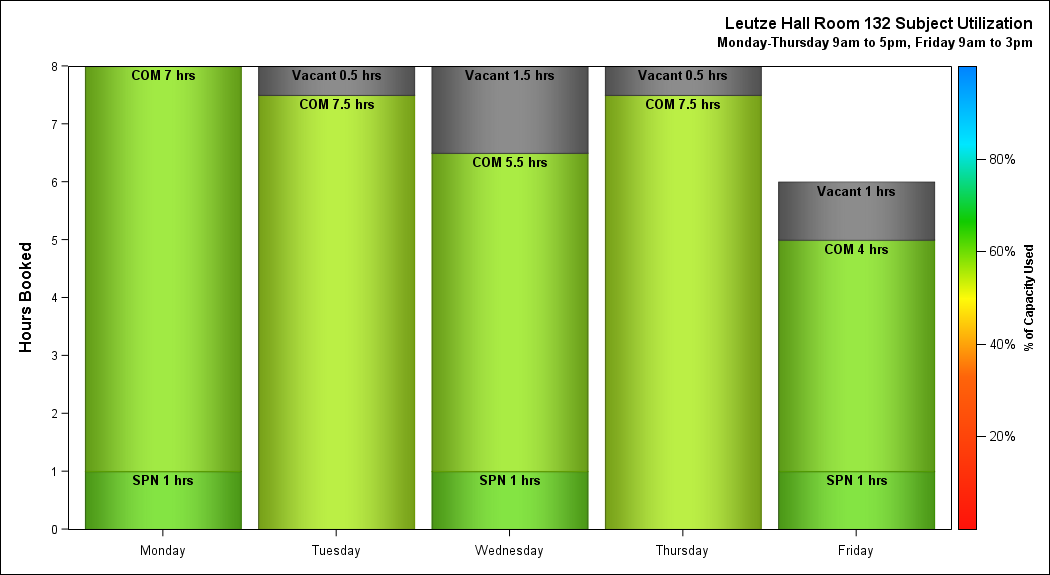 Leutze Hall Room 132 Subject Utilization
Monday-Thursday 9am to 5pm, Friday 9am to 3pm
Hours Booked
8
7
6
5
4
3
2
1
0
COM 7 hrs
SPN 1 hrs
Vacant 0.5 hrs
COM 7.5 hrs
Vacant 1.5 hrs
COM 5.5 hrs
SPN 1 hrs
Vacant 0.5 hrs
COM 7.5 hrs
Vacant 1 hrs
COM 4 hrs
SPN 1 hrs
Monday
Tuesday
Wednesday
Thursday
Friday
80%
60%
40%
20%
% of Capacity Used